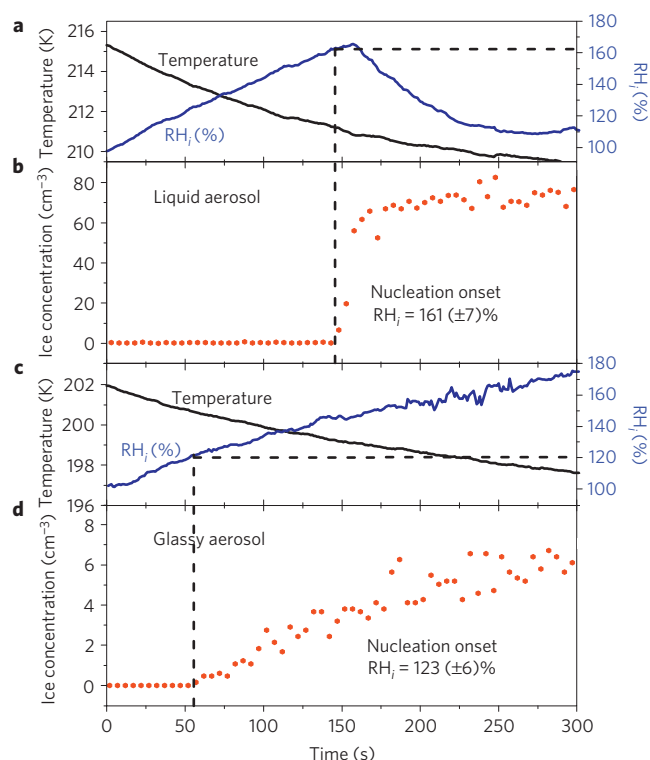 a
216
214
212
210
Temperature (K)
Temperature
RHi (%)
180
160
140
120
100
RHi (%)
b
80
60
40
20
0
Ice concentration (cm−3)
Liquid aerosol
Nucleation onset
RHi = 161 (±7)%
c
202
200
198
196
Temperature (K)
Temperature
RHi (%)
180
160
140
120
100
RHi (%)
d
8
6
4
2
0
Ice concentration (cm−3)
Glassy aerosol
Nucleation onset
RHi = 123 (±6)%
0
50
100
150
200
250
300
Time (s)